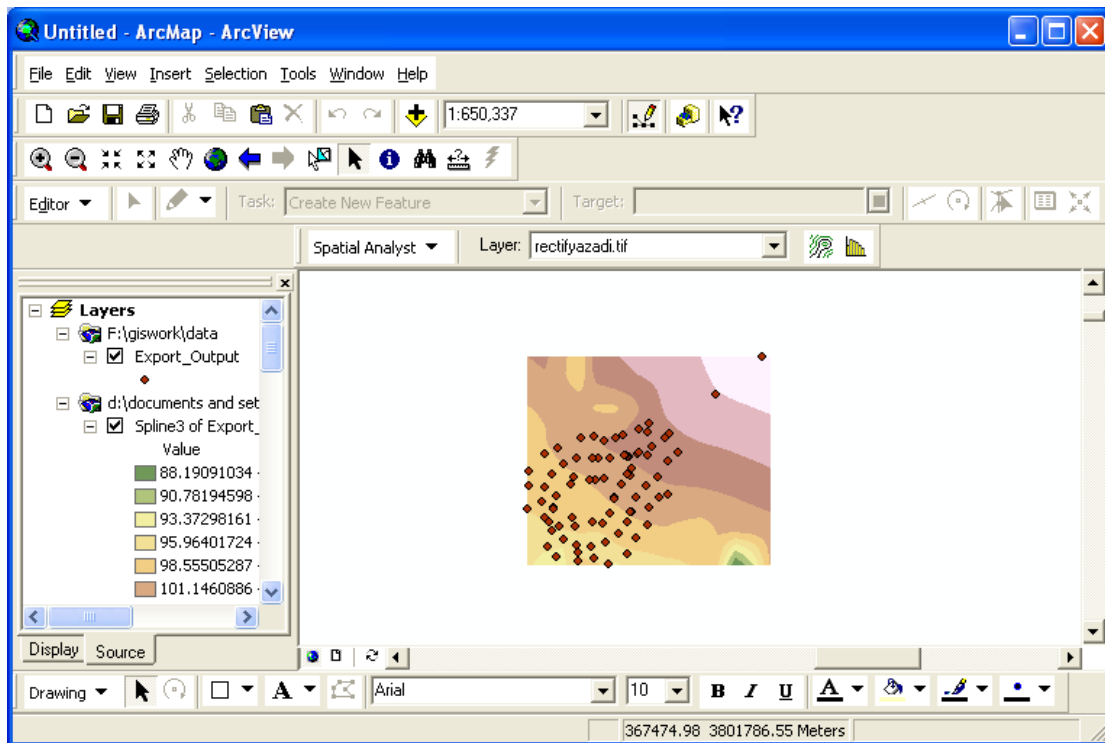 Untitled - ArcMap - ArcView
File Edit View Insert Selection Tools Window Help
1:650,337
Editor Task: Create New Feature Target:
Spatial Analyst Layer: rectifyazadi.tif
Layers
F:\giswork\data
Export_Output
d:\documents and set
Spline3 of Export_
Value
88.19091034 -
90.78194598 -
93.37298161 -
95.96401724 -
98.55505287 -
101.1460886 -
Display Source
Drawing A Arial 10 B I U A
367474.98 3801786.55 Meters